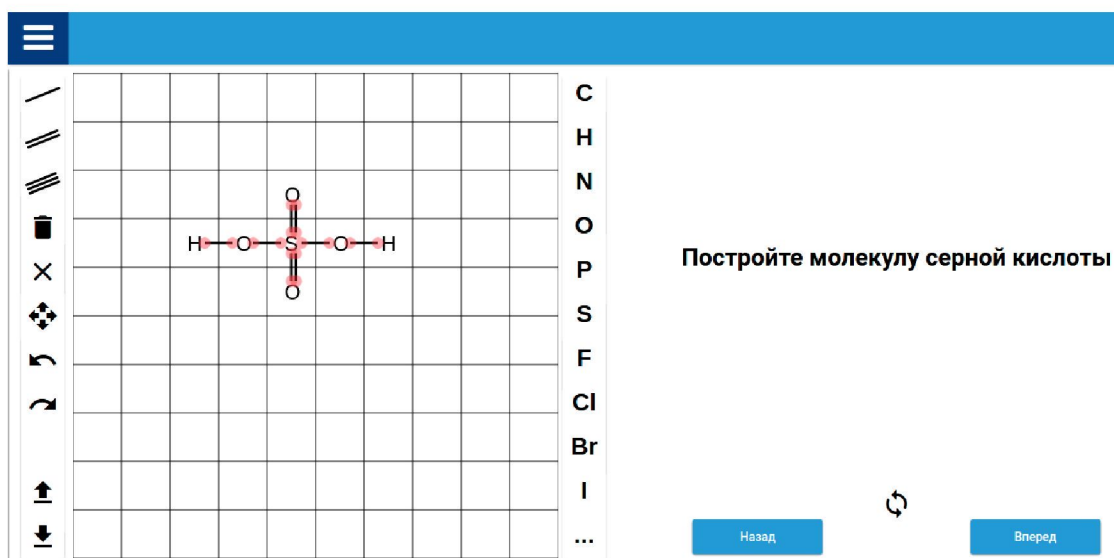 C
H
N
O
P
S
F
Cl
Br
I
...
O
H O S O H
O
Постройте молекулу серной кислоты
Назад
Вперед